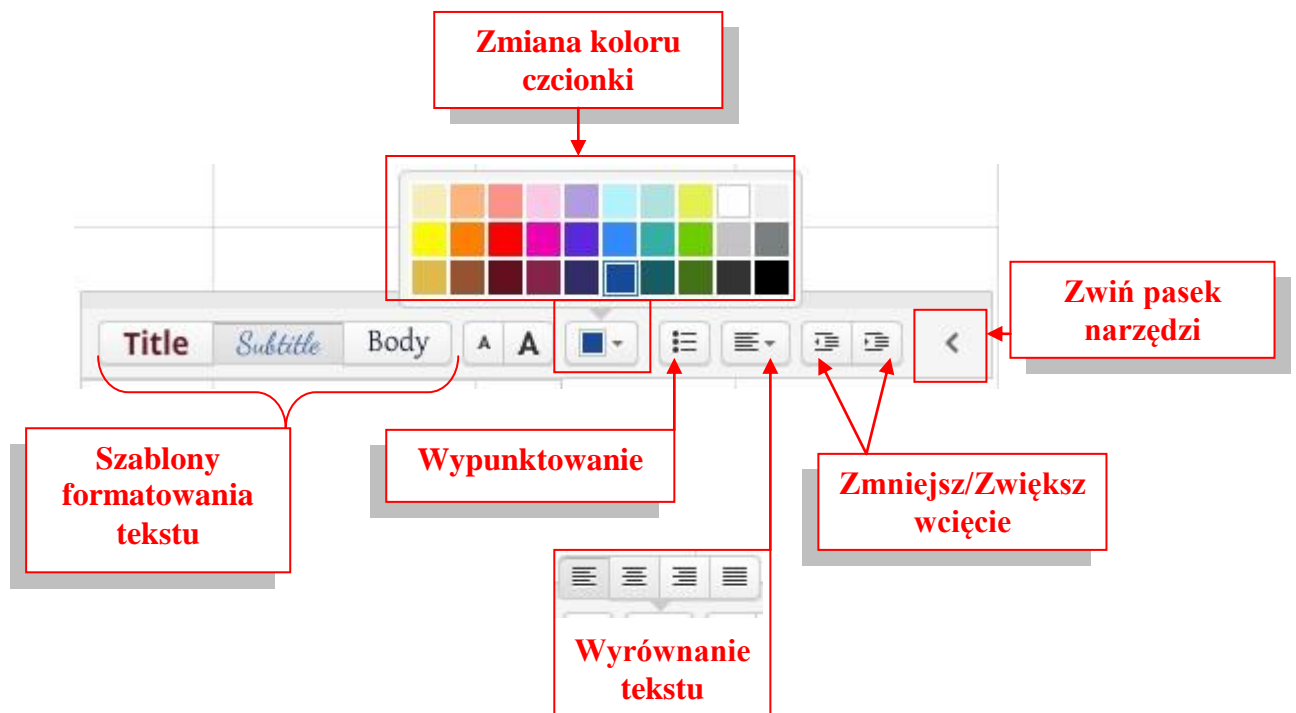 Zmiana koloru
czcionki
Zwiń pasek
narzędzi
Title Subtitle Body A A
Szablony
formatowania
tekstu
Wypunktowanie
Zmniejsz/Zwiększ
wcięcie
Wyrównanie
tekstu